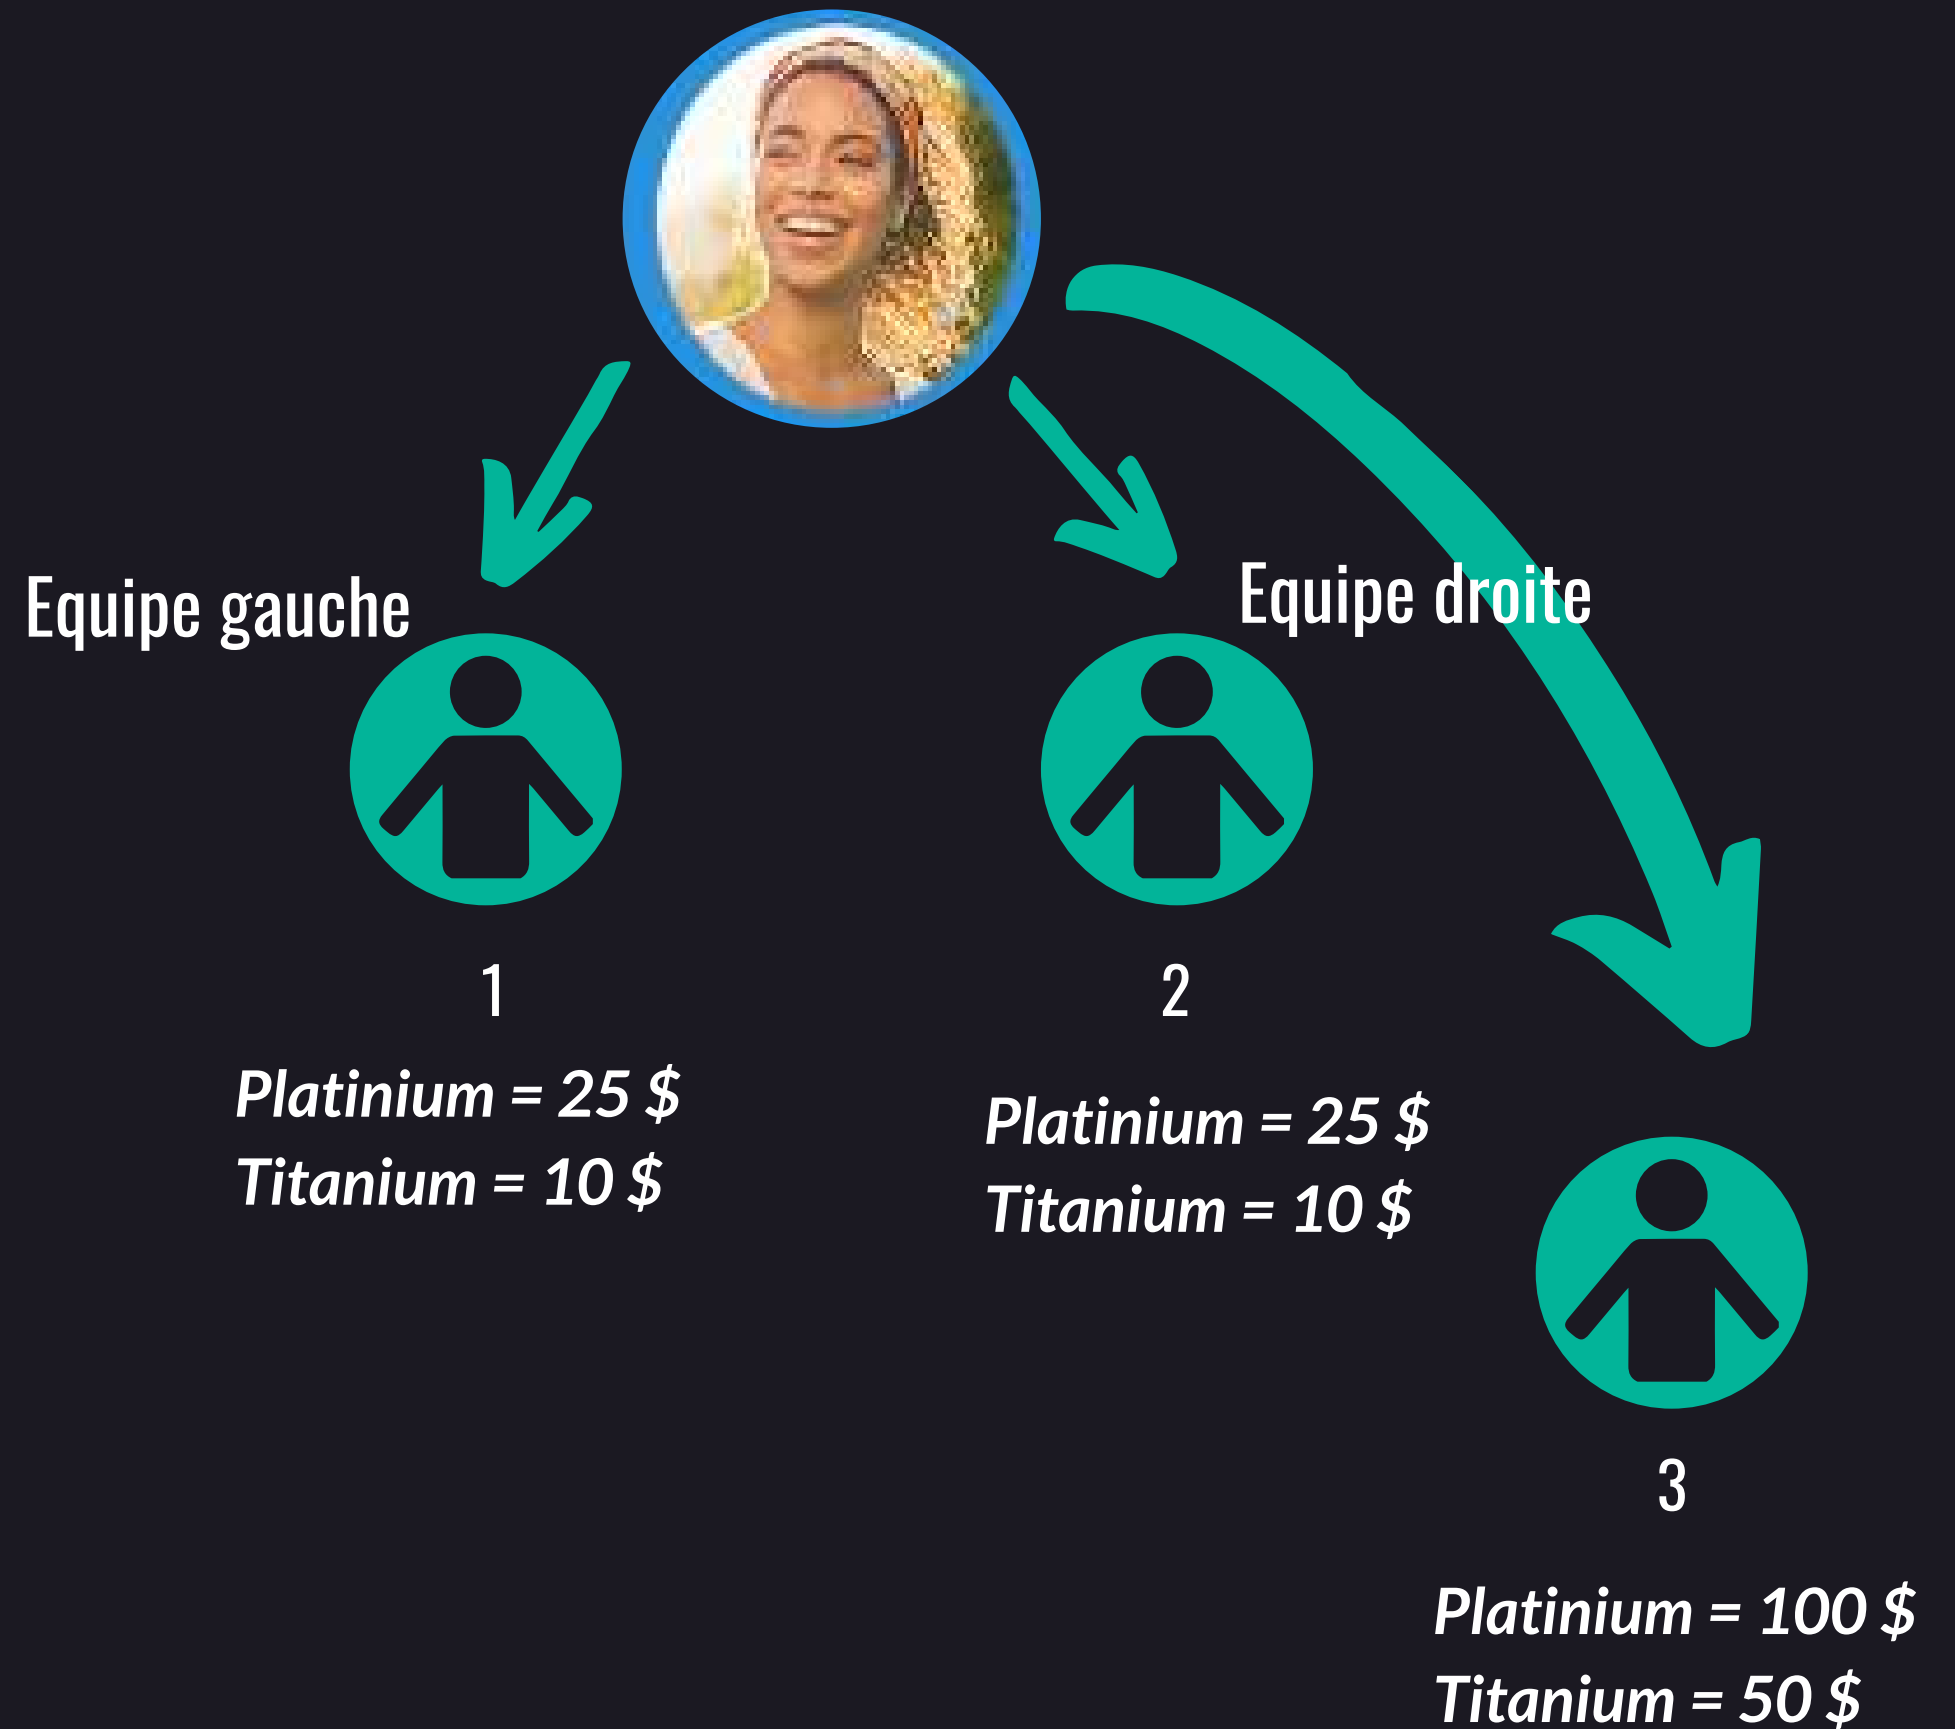 Equipe gauche
Equipe droite
1
2
Platinium = 25 $
Titanium = 10 $
Platinium = 25 $
Titanium = 10 $
3
Platinium = 100 $
Titanium = 50 $